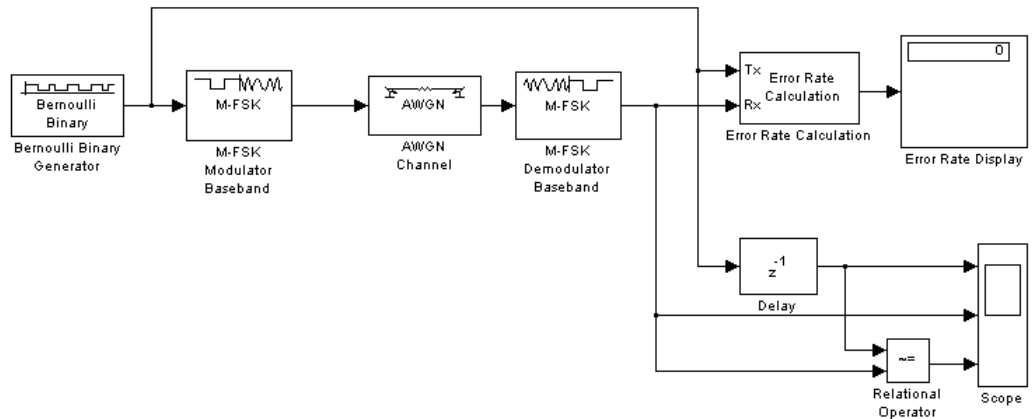 Bernoulli
Binary
Bernoulli Binary
Generator
M-FSK
M-FSK
Modulator
Baseband
AWGN
AWGN
Channel
M-FSK
M-FSK
Demodulator
Baseband
Tx
Rx
Error Rate
Calculation
Error Rate Calculation
0
Error Rate Display
z-1
Delay
~=
Relational
Operator
Scope